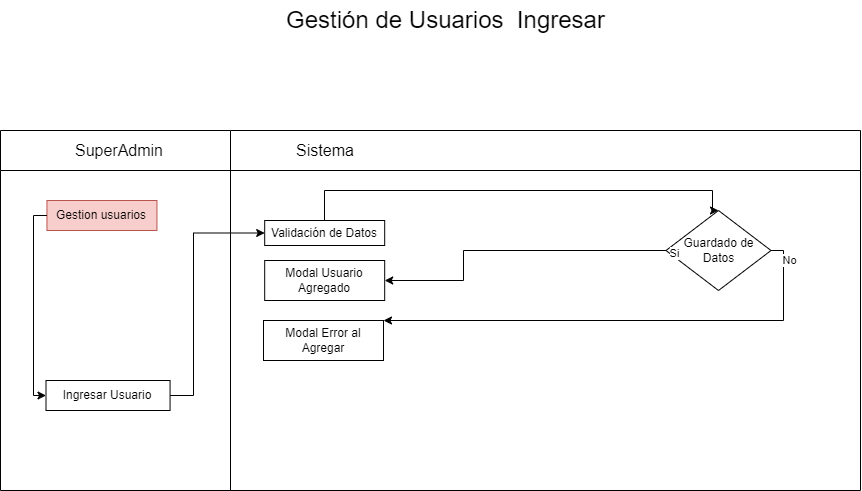 Gestión de Usuarios  Ingresar
SuperAdmin
Sistema
Gestion usuarios
Validación de Datos
Guardado de
Datos
Si
No
Modal Usuario
Agregado
Modal Error al
Agregar
Ingresar Usuario